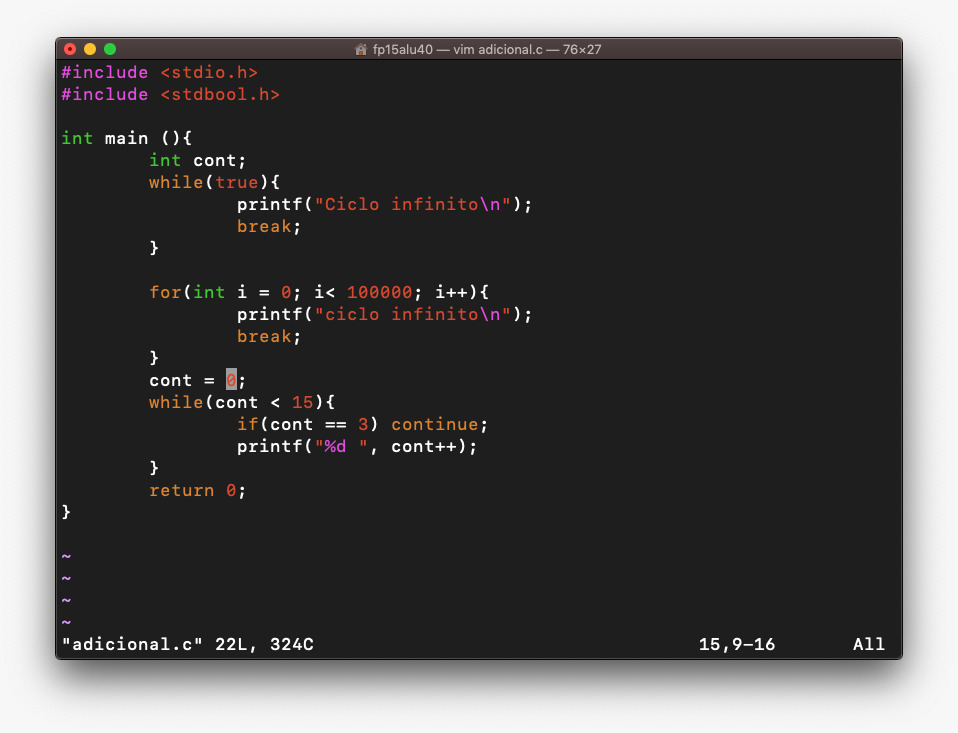 fp15alu40 — vim adicional.c — 76×27
#include <stdio.h>
#include <stdbool.h>

int main (){
        int cont;
        while(true){
                printf("Ciclo infinito\n");
                break;
        }

        for(int i = 0; i< 100000; i++){
                printf("ciclo infinito\n");
                break;
        }
        cont = 0;
        while(cont < 15){
                if(cont == 3) continue;
                printf("%d ", cont++);
        }
        return 0;
}

~
~
~
~
"adicional.c" 22L, 324C 15,9-16 All